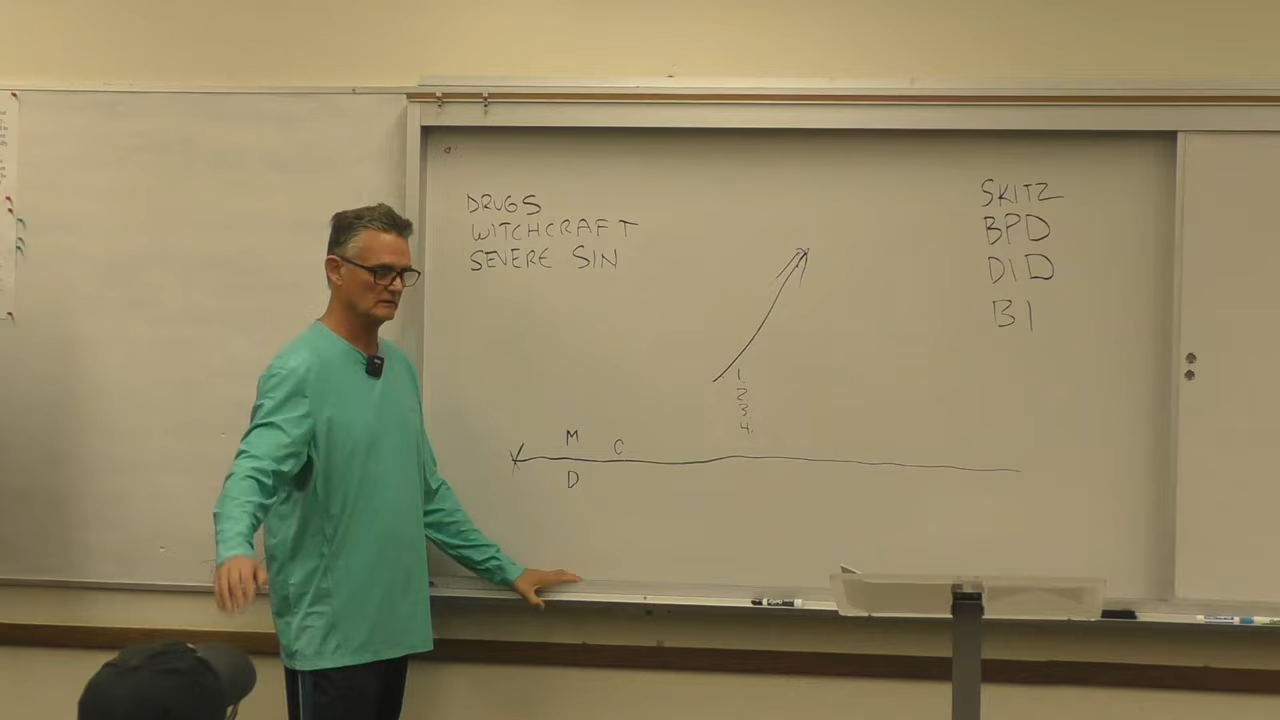 DRUGS
WITCHCRAFT
SEVERE SIN
SKITZ
BPD
DID
BI
1.
2
3.
4.
M
C
D